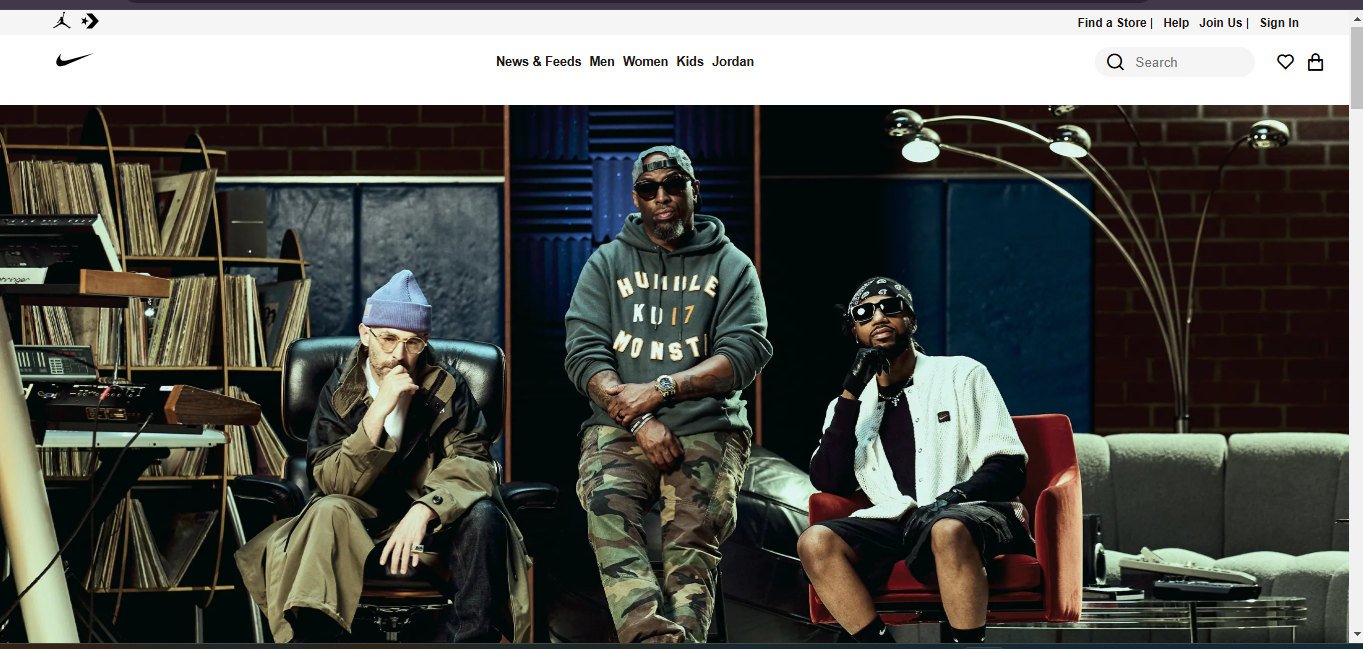 Find a Store | Help Join Us | Sign In
News & Feeds Men Women Kids Jordan
Search
HUMBLE
KU 17
MONST